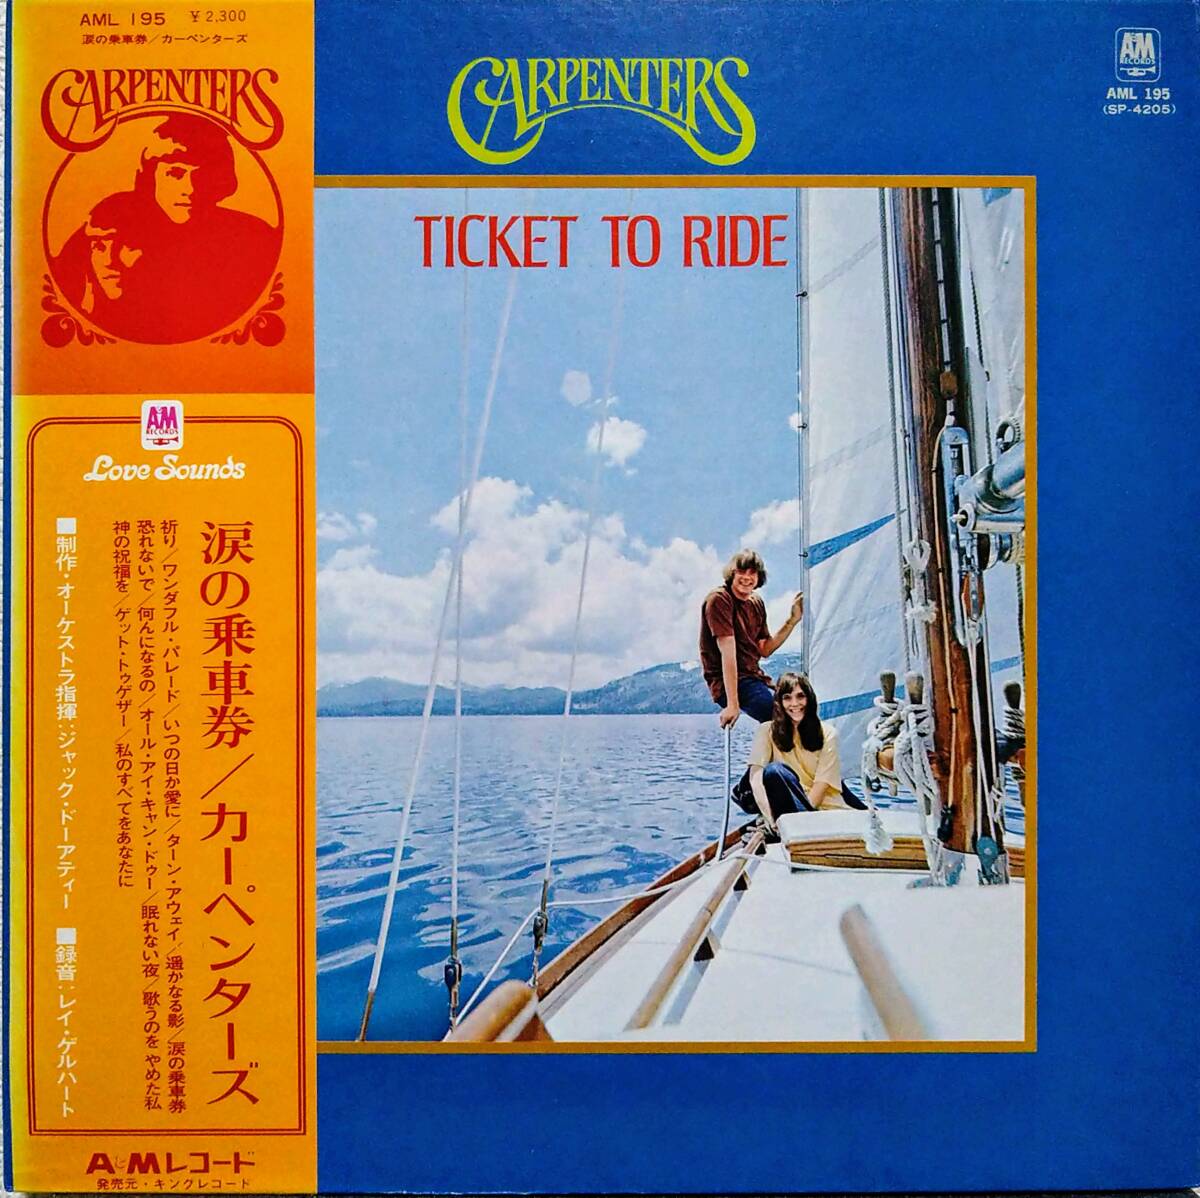 AML 195 ¥2,300
涙の乗車券/カーペンターズ
CARPENTERS
A&M
RECORDS
Love Sounds
涙の乗車券/カーペンターズ
祈り/ワンダフル・パレード/いつの日か愛に/ターン・アウェイ/遥かなる影/涙の乗車券
恐れないで/何んになるの/オール・アイ・キャン・ドゥー/眠れない夜/歌うのをやめた私
神の祝福を/ゲット・トゥゲザー/私のすべてをあなたに
■制作・オーケストラ指揮:ジャック・ドーアティー ■録音:レイ・ゲルハート
A&Mレコード
発売元・キングレコード
CARPENTERS
TICKET TO RIDE
A&M
RECORDS
AML 195
(SP-4205)